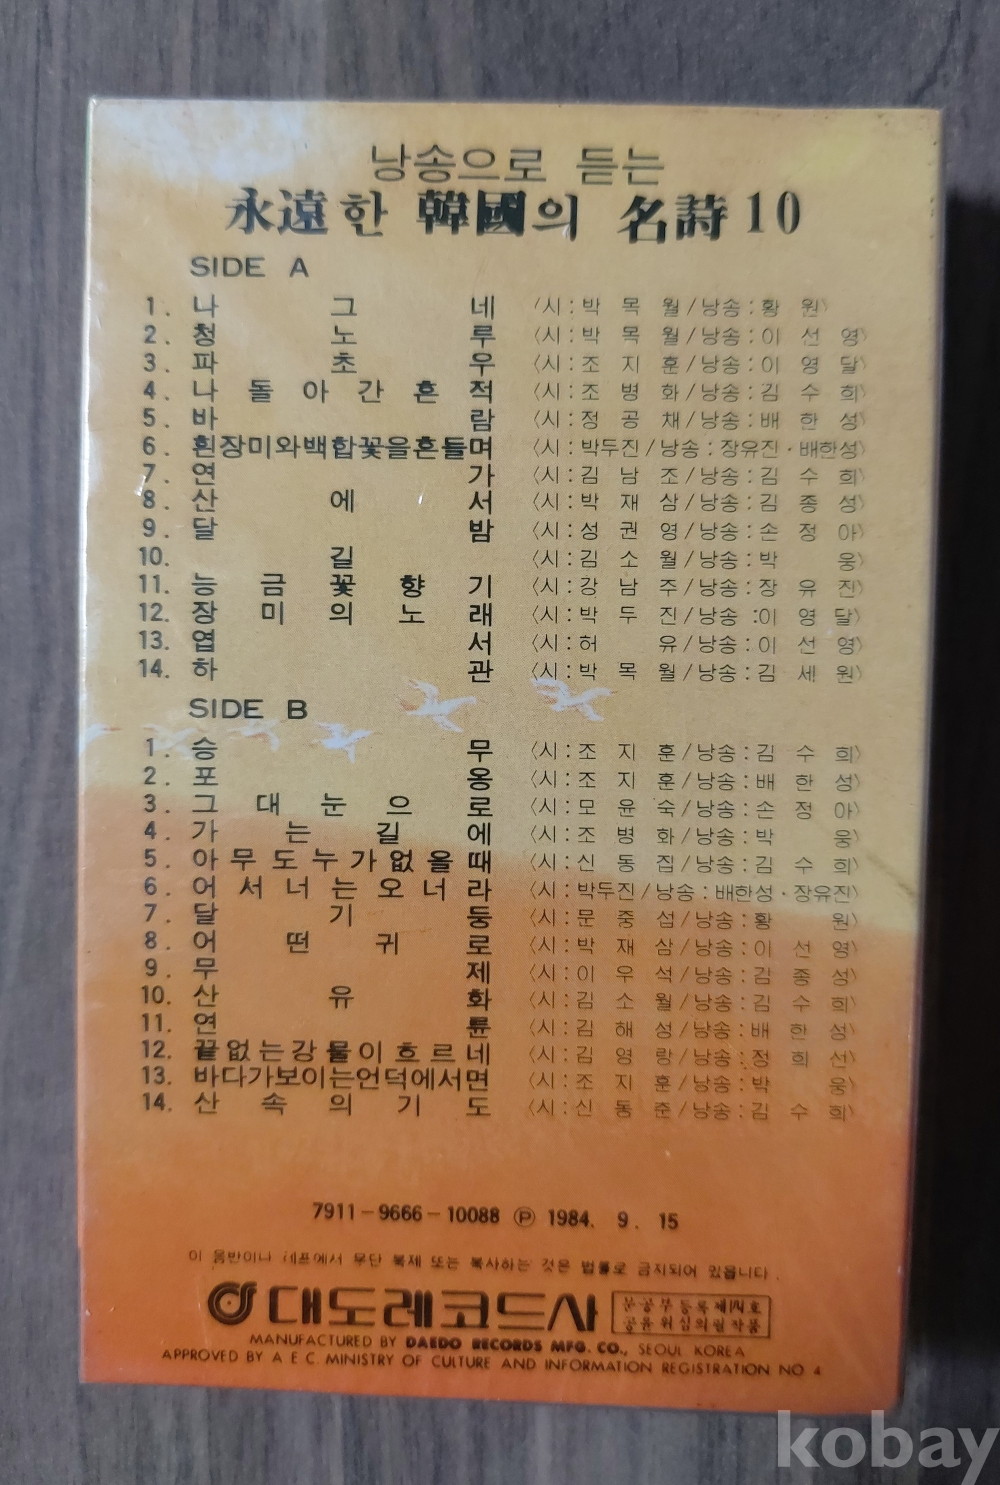 낭송으로 듣는
永遠한 韓國의 名詩 10
SIDE A
1. 나그네 〈시:박목월/낭송:황원〉
2. 청노루 〈시:박목월/낭송:이선영〉
3. 파초우 〈시:조지훈/낭송:이영달〉
4. 나돌아간흔적 〈시:조병화/낭송:김수희〉
5. 바람 〈시:정공채/낭송:배한성〉
6. 흰장미와백합꽃을흔들며 〈시:박두진/낭송:장유진·배한성〉
7. 연가 〈시:김남조/낭송:김수희〉
8. 산에서 〈시:박재삼/낭송:김종성〉
9. 달밤 〈시:성권영/낭송:손정아〉
10. 길 〈시:김소월/낭송:박웅〉
11. 능금꽃향기 〈시:강남주/낭송:장유진〉
12. 장미의노래 〈시:박두진/낭송:이영달〉
13. 엽서 〈시:허유/낭송:이선영〉
14. 하관 〈시:박목월/낭송:김세원〉
SIDE B
1. 승무 〈시:조지훈/낭송:김수희〉
2. 포옹 〈시:조지훈/낭송:배한성〉
3. 그대눈으로 〈시:모윤숙/낭송:손정아〉
4. 가는길에 〈시:조병화/낭송:박웅〉
5. 아무도누가없을때 〈시:신동집/낭송:김수희〉
6. 어서너는오너라 〈시:박두진/낭송:배한성·장유진〉
7. 달기둥 〈시:문중섭/낭송:황원〉
8. 어떤귀로 〈시:박재삼/낭송:이선영〉
9. 무제 〈시:이우석/낭송:김종성〉
10. 산유화 〈시:김소월/낭송:김수희〉
11. 연륜 〈시:김해성/낭송:배한성〉
12. 끝없는강물이흐르네 〈시:김영랑/낭송:정희선〉
13. 바다가보이는언덕에서면 〈시:조지훈/낭송:박웅〉
14. 산속의기도 〈시:신동준/낭송:김수희〉
7911-9666-10088 ℗ 1984. 9. 15
이 음반이나 테프에서 무단 복제 또는 복사하는 것은 법률로 금지되어 있읍니다.
대도레코드사
문공부등록제4호
공윤위심의필작품
MANUFACTURED BY DAEDO RECORDS MFG. CO., SEOUL KOREA
APPROVED BY A E C. MINISTRY OF CULTURE AND INFORMATION REGISTRATION NO 4
kobay